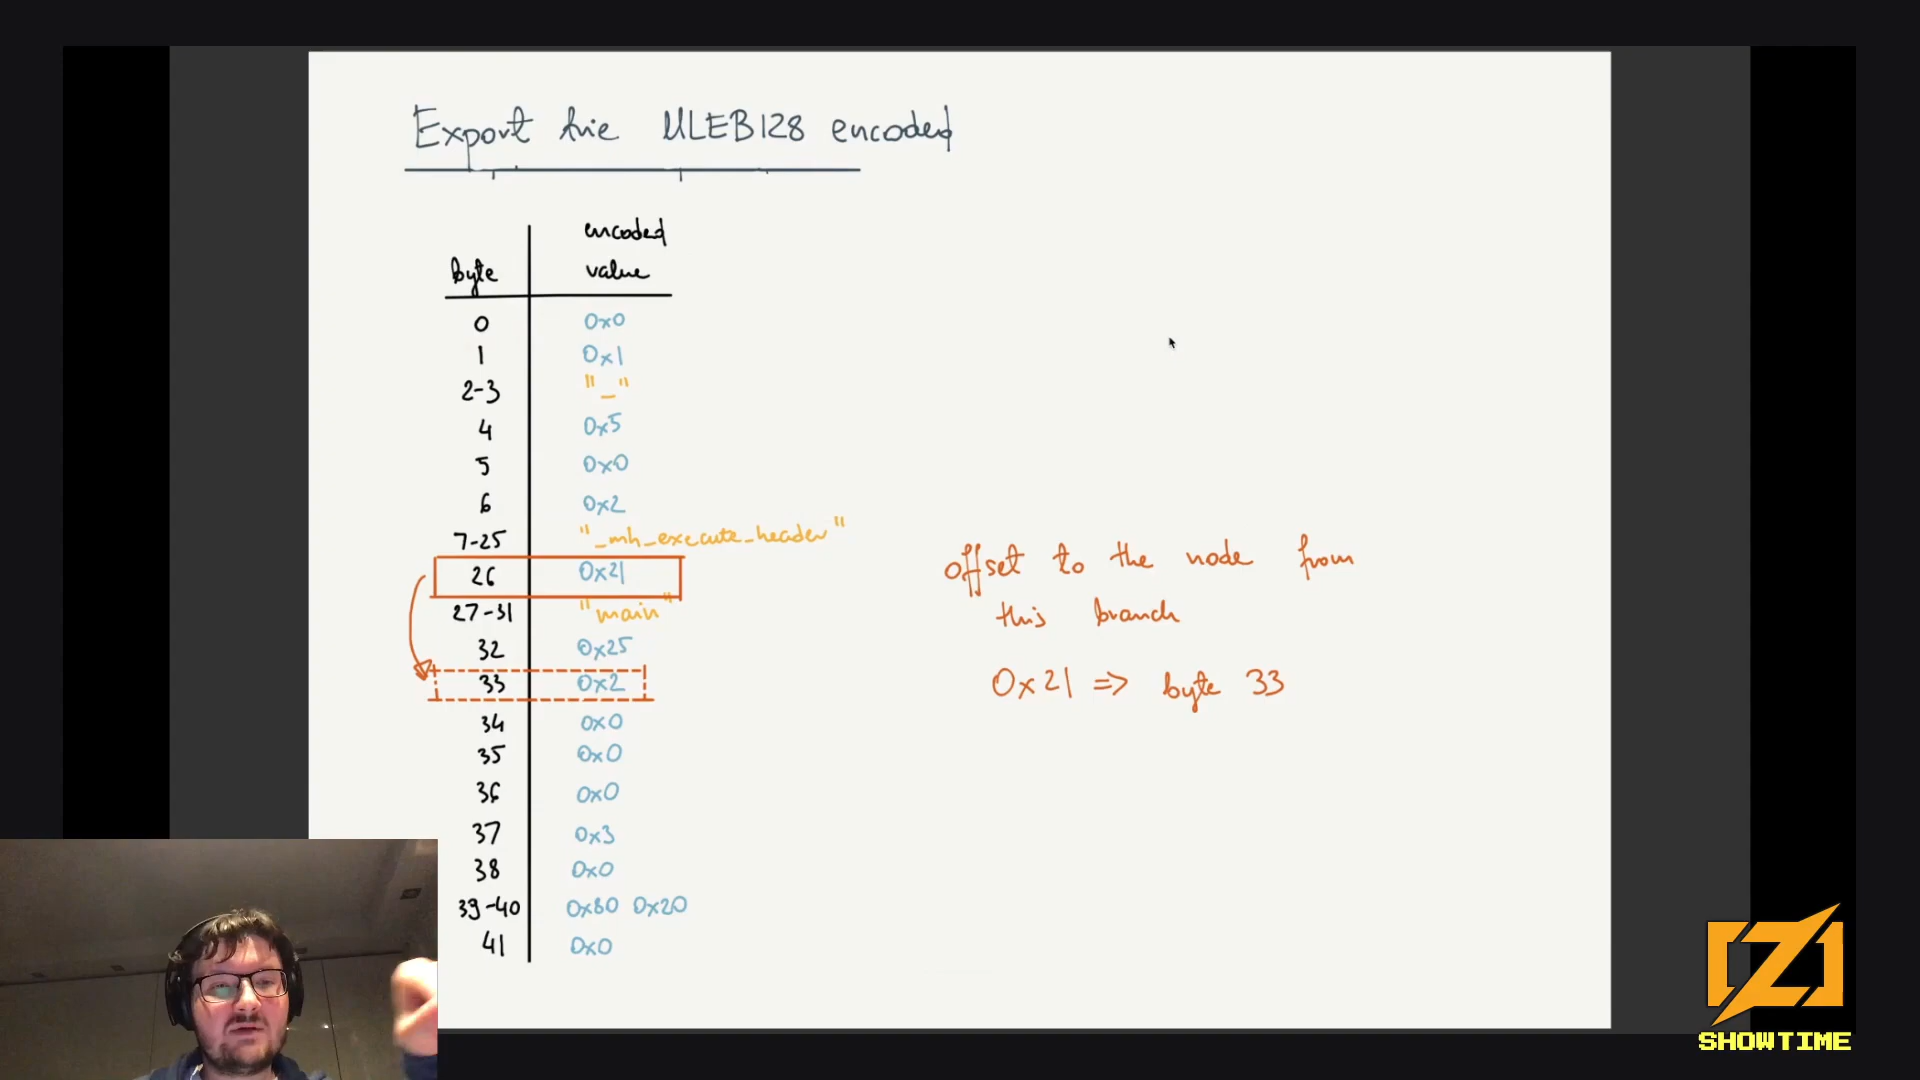 Export trie ULEB128 encoded
byte encoded value
0 0x0
1 0x1
2-3 "_"
4 0x5
5 0x0
6 0x2
7-25 "_mh_execute_header"
26 0x21
27-31 "main"
32 0x25
33 0x2
34 0x0
35 0x0
36 0x0
37 0x3
38 0x0
39-40 0x80 0x20
41 0x0
offset to the node from
this branch
0x21 => byte 33
SHOWTIME